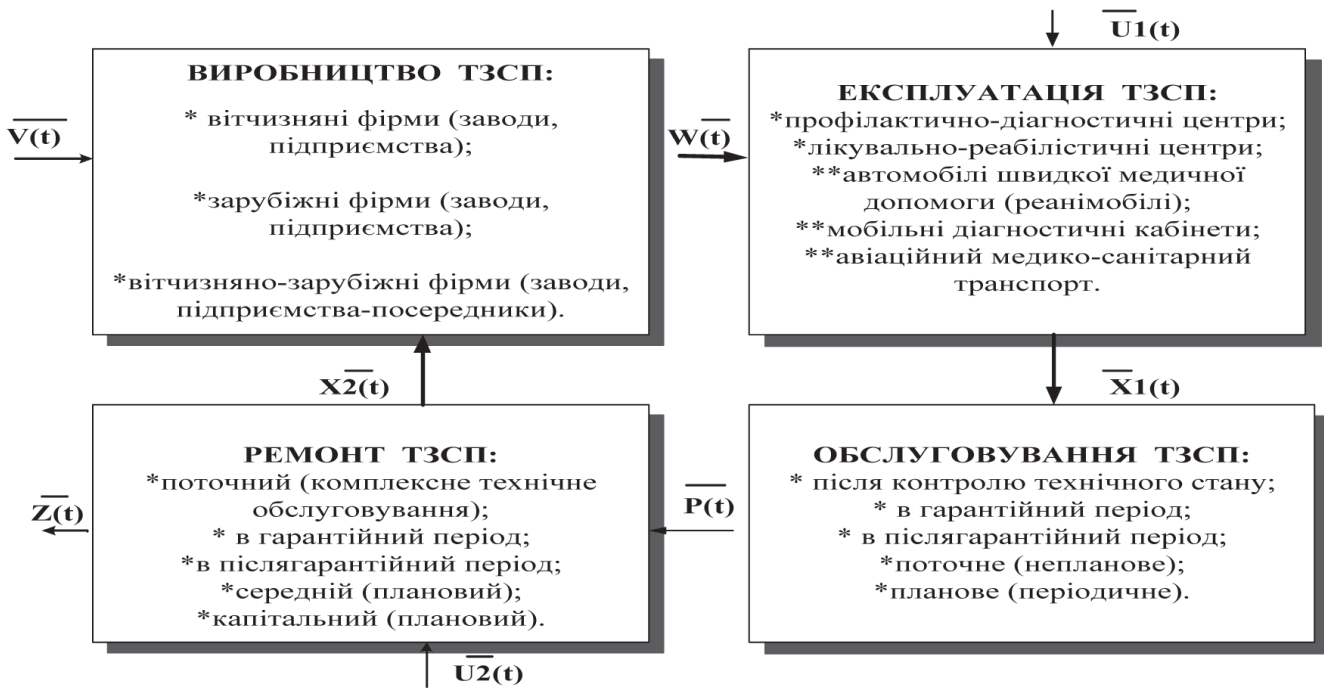 V(t)
ВИРОБНИЦТВО ТЗСП:
* вітчизняні фірми (заводи,
підприємства);
*зарубіжні фірми (заводи,
підприємства);
*вітчизняно-зарубіжні фірми (заводи,
підприємства-посередники).
W(t)
U1(t)
ЕКСПЛУАТАЦІЯ ТЗСП:
*профілактично-діагностичні центри;
*лікувально-реабілістичні центри;
**автомобілі швидкої медичної
допомоги (реанімобілі);
**мобільні діагностичні кабінети;
**авіаційний медико-санітарний
транспорт.
X2(t)
X1(t)
Z(t)
РЕМОНТ ТЗСП:
*поточний (комплексне технічне
обслуговування);
* в гарантійний період;
*в післягарантійний період;
*середній (плановий);
*капітальний (плановий).
P(t)
ОБСЛУГОВУВАННЯ ТЗСП:
* після контролю технічного стану;
* в гарантійний період;
* в післягарантійний період;
*поточне (непланове);
*планове (періодичне).
U2(t)